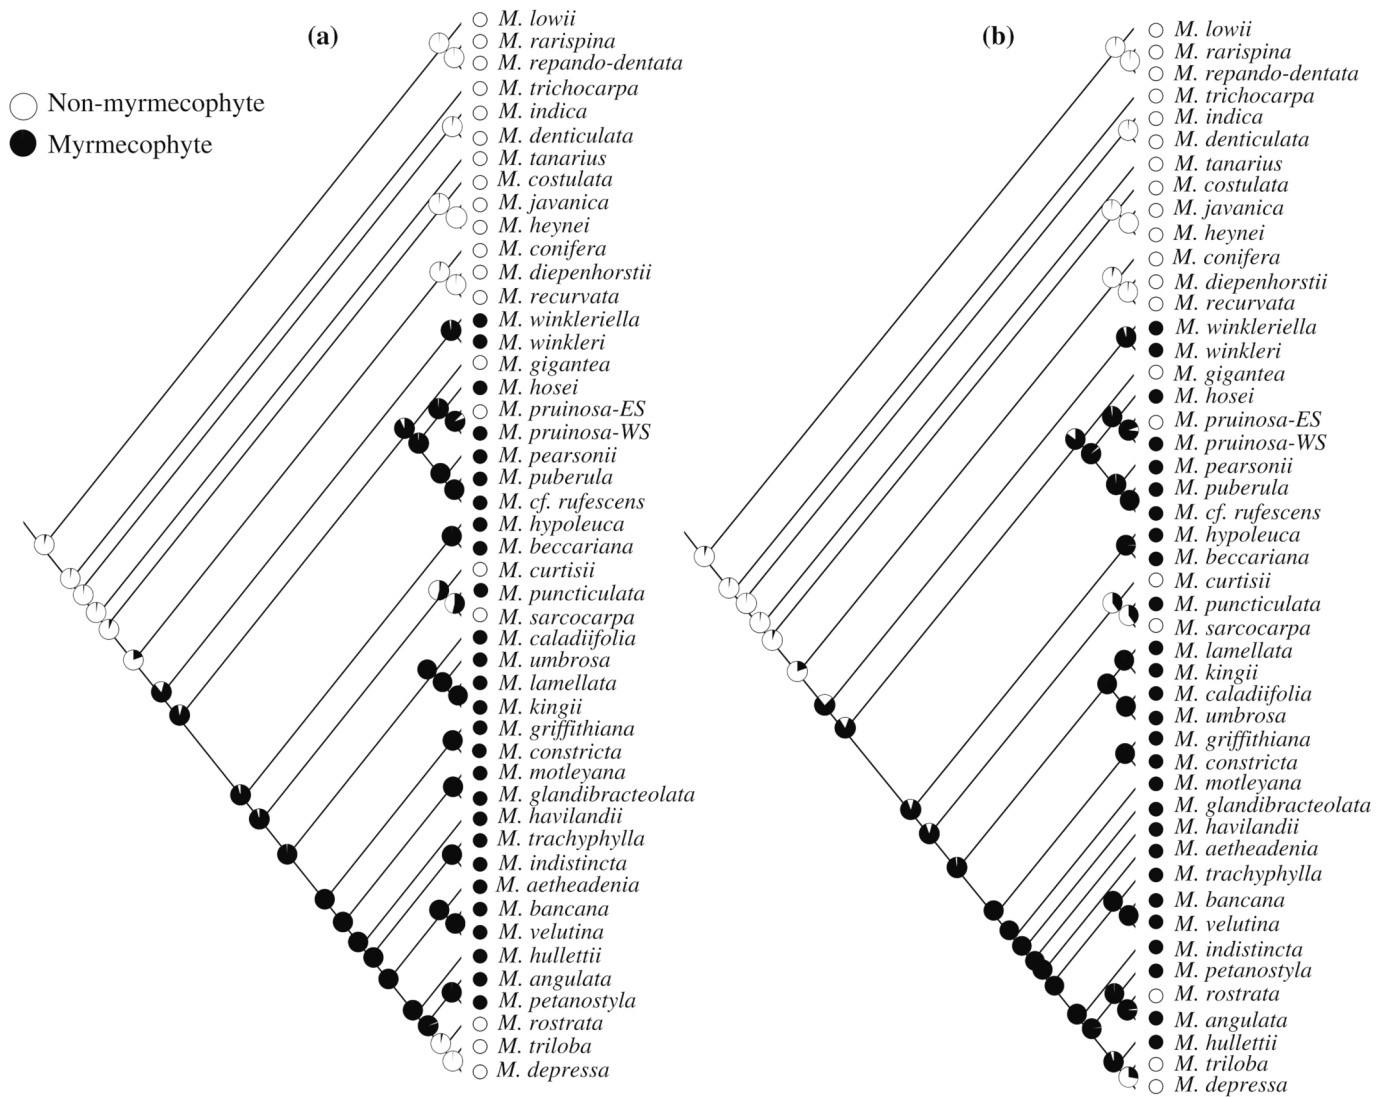 (a)
Non-myrmecophyte
Myrmecophyte
M. lowii
M. rarispina
M. repando-dentata
M. trichocarpa
M. indica
M. denticulata
M. tanarius
M. costulata
M. javanica
M. heynei
M. conifera
M. diepenhorstii
M. recurvata
M. winkleriella
M. winkleri
M. gigantea
M. hosei
M. pruinosa-ES
M. pruinosa-WS
M. pearsonii
M. puberula
M. cf. rufescens
M. hypoleuca
M. beccariana
M. curtisii
M. puncticulata
M. sarcocarpa
M. caladiifolia
M. umbrosa
M. lamellata
M. kingii
M. griffithiana
M. constricta
M. motleyana
M. glandibracteolata
M. havilandii
M. trachyphylla
M. indistincta
M. aetheadenia
M. bancana
M. velutina
M. hullettii
M. angulata
M. petanostyla
M. rostrata
M. triloba
M. depressa
(b)
M. lowii
M. rarispina
M. repando-dentata
M. trichocarpa
M. indica
M. denticulata
M. tanarius
M. costulata
M. javanica
M. heynei
M. conifera
M. diepenhorstii
M. recurvata
M. winkleriella
M. winkleri
M. gigantea
M. hosei
M. pruinosa-ES
M. pruinosa-WS
M. pearsonii
M. puberula
M. cf. rufescens
M. hypoleuca
M. beccariana
M. curtisii
M. puncticulata
M. sarcocarpa
M. lamellata
M. kingii
M. caladiifolia
M. umbrosa
M. griffithiana
M. constricta
M. motleyana
M. glandibracteolata
M. havilandii
M. aetheadenia
M. trachyphylla
M. bancana
M. velutina
M. indistincta
M. petanostyla
M. rostrata
M. angulata
M. hullettii
M. triloba
M. depressa